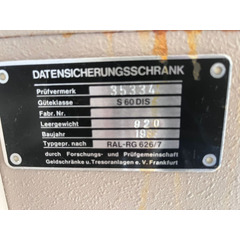 DATENSICHERUNGSSCHRANK
Prüfvermerk 35334
Güteklasse S 60 DIS
Fabr. Nr.
Leergewicht 920
Baujahr
Typgepr. nach RAL-RG 626/7
durch Forschungs- und Prüfgemeinschaft
Geldschränke u. Tresoranlagen e. V. Frankfurt